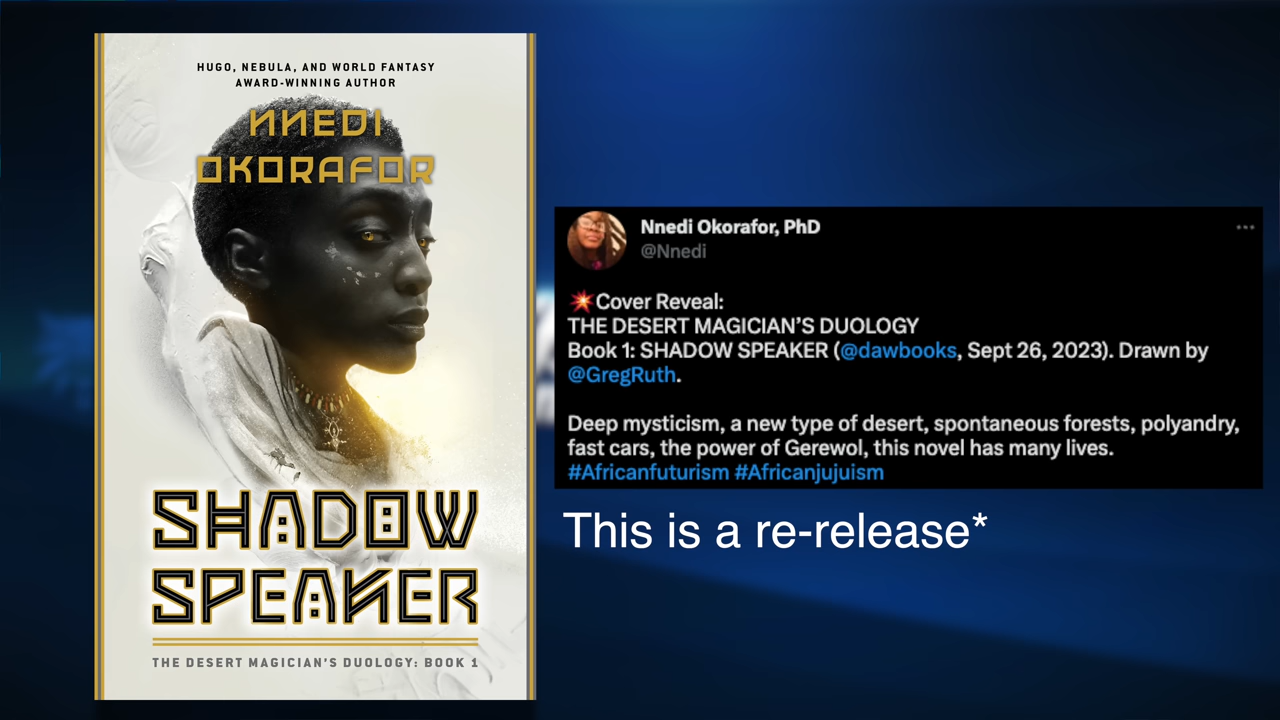 HUGO, NEBULA, AND WORLD FANTASY
AWARD-WINNING AUTHOR
NNEDI
OKORAFOR
SHADOW
SPEAKER
THE DESERT MAGICIAN'S DUOLOGY: BOOK 1
Nnedi Okorafor, PhD
@Nnedi
💥Cover Reveal:
THE DESERT MAGICIAN'S DUOLOGY
Book 1: SHADOW SPEAKER (@dawbooks, Sept 26, 2023). Drawn by
@GregRuth.
Deep mysticism, a new type of desert, spontaneous forests, polyandry,
fast cars, the power of Gerewol, this novel has many lives.
#Africanfuturism #Africanjujuism
This is a re-release*